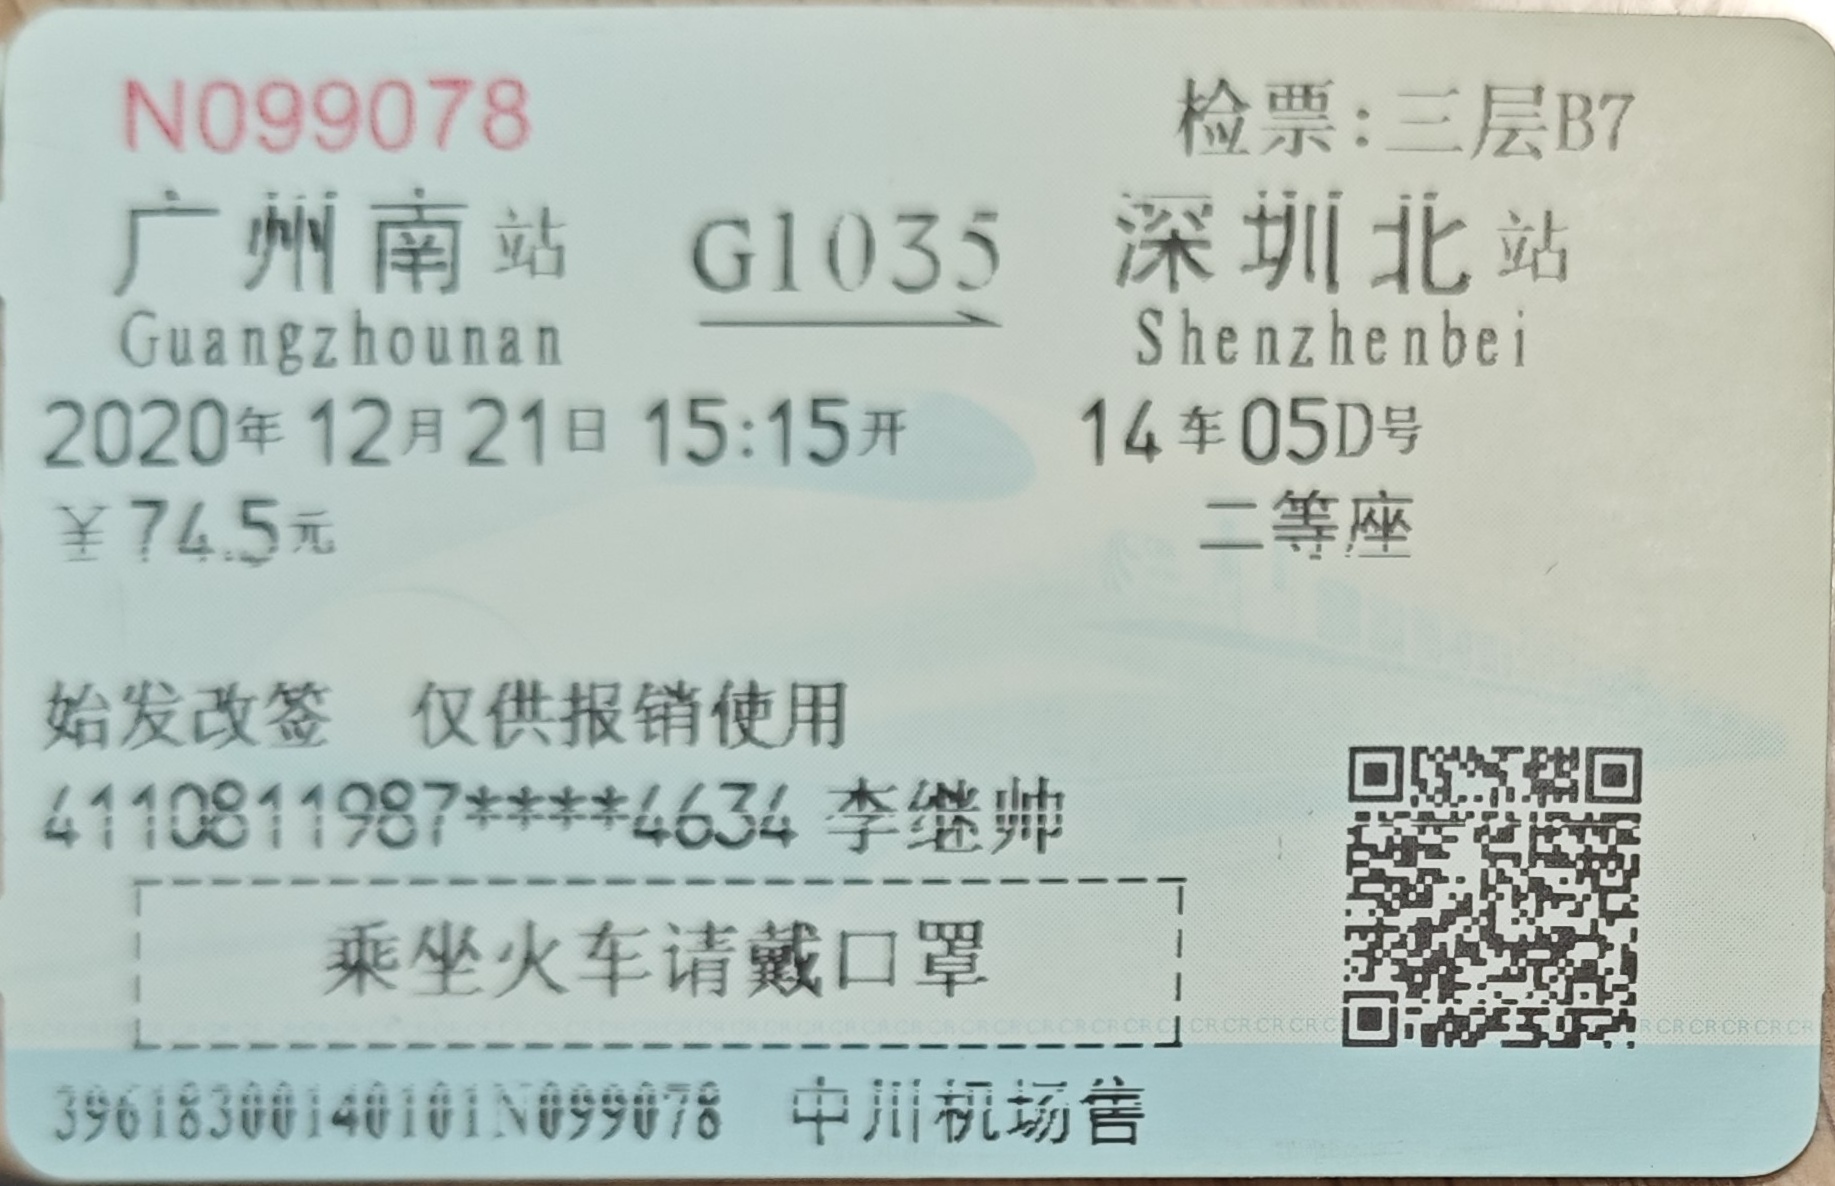 N099078 检票:三层B7
广州南站 G1035 深圳北站
Guangzhounan Shenzhenbei
2020年12月21日 15:15开 14车05D号
¥74.5元 二等座
始发改签 仅供报销使用
4110811987****4634 李继帅
乘坐火车请戴口罩
39618300140101N099078 中川机场售